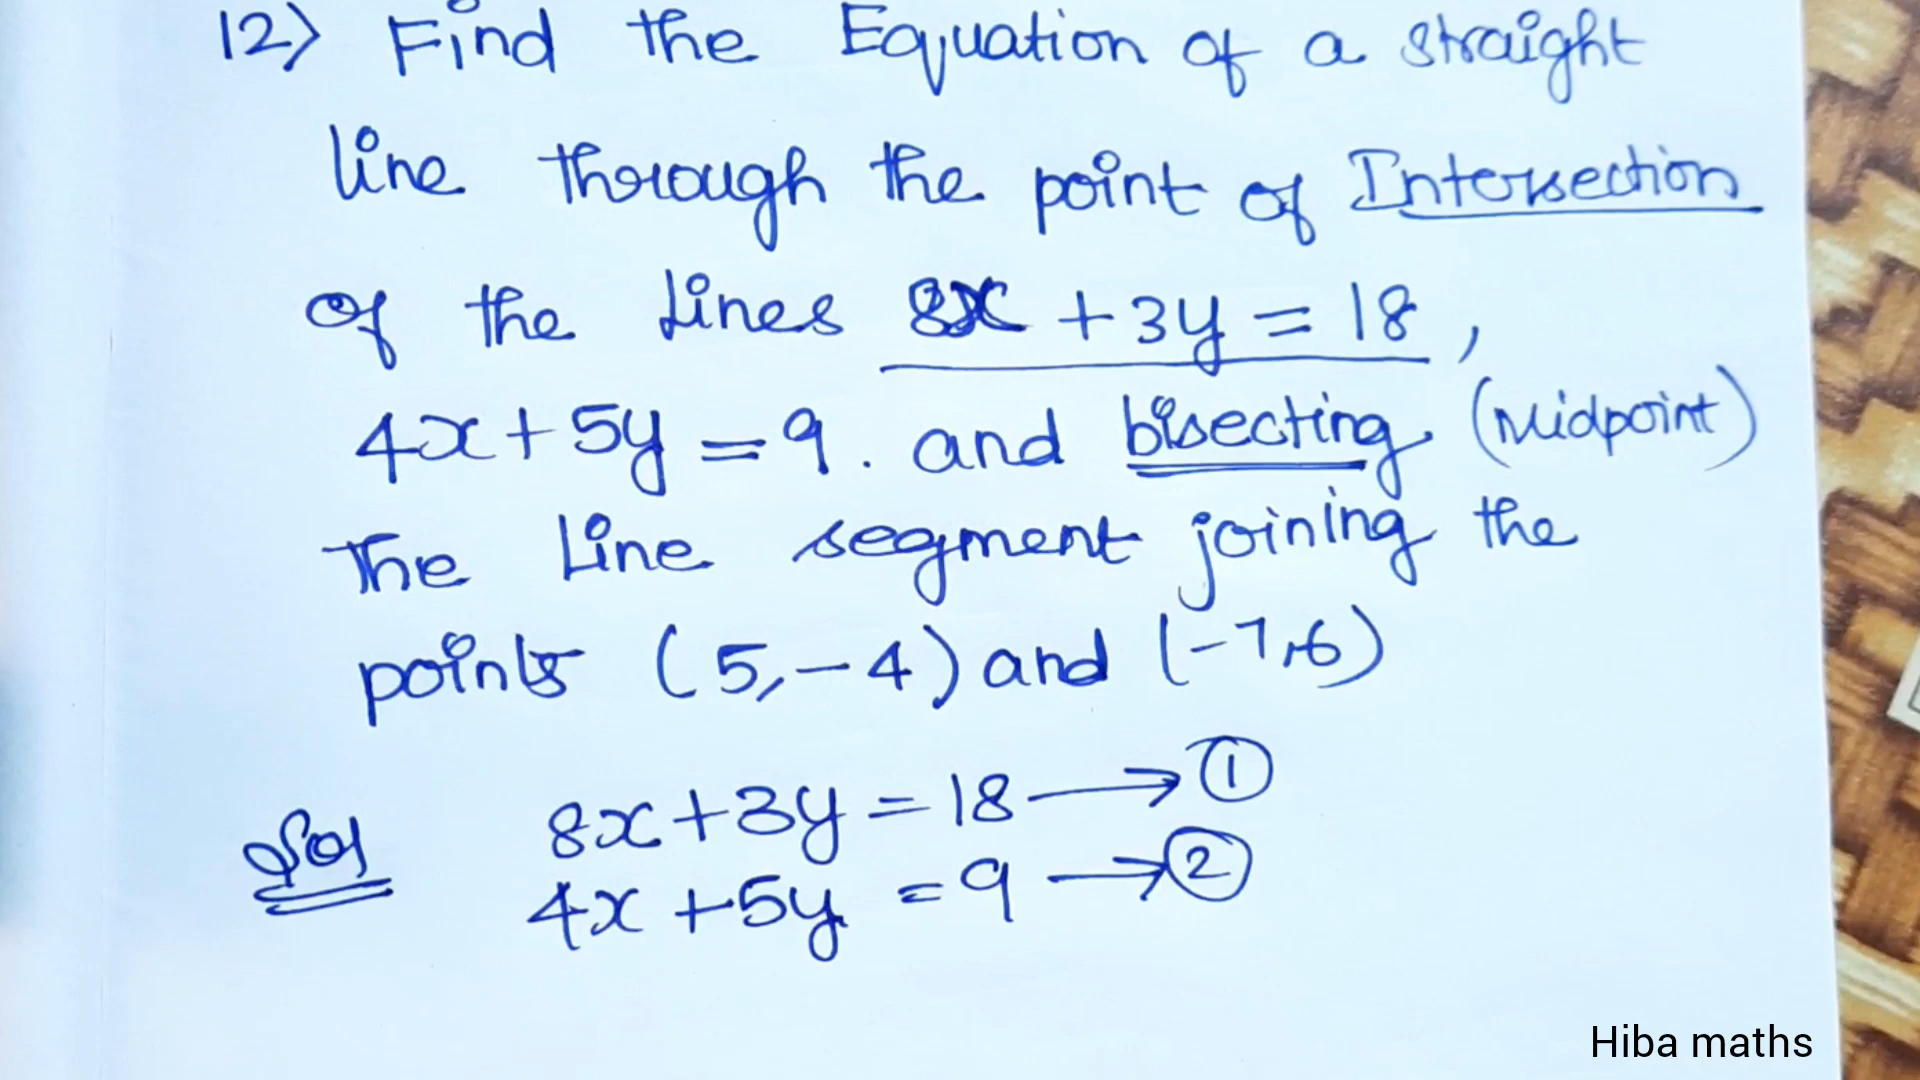 12) Find the Equation of a straight
line through the point of Intersection
of the Lines 8x + 3y = 18,
4x + 5y = 9. and bisecting (Midpoint)
The Line segment joining the
points (5, -4) and (-7, 6)
8x + 3y = 18 → ①
Sol
4x + 5y = 9 → ②
Hiba maths